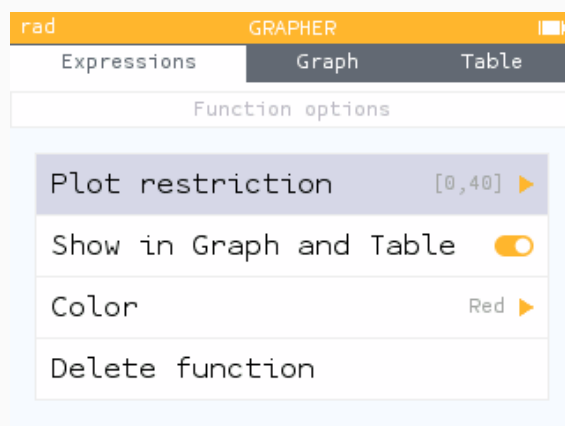 rad GRAPHER
Expressions Graph Table
Function options
Plot restriction [0,40]
Show in Graph and Table
Color Red
Delete function